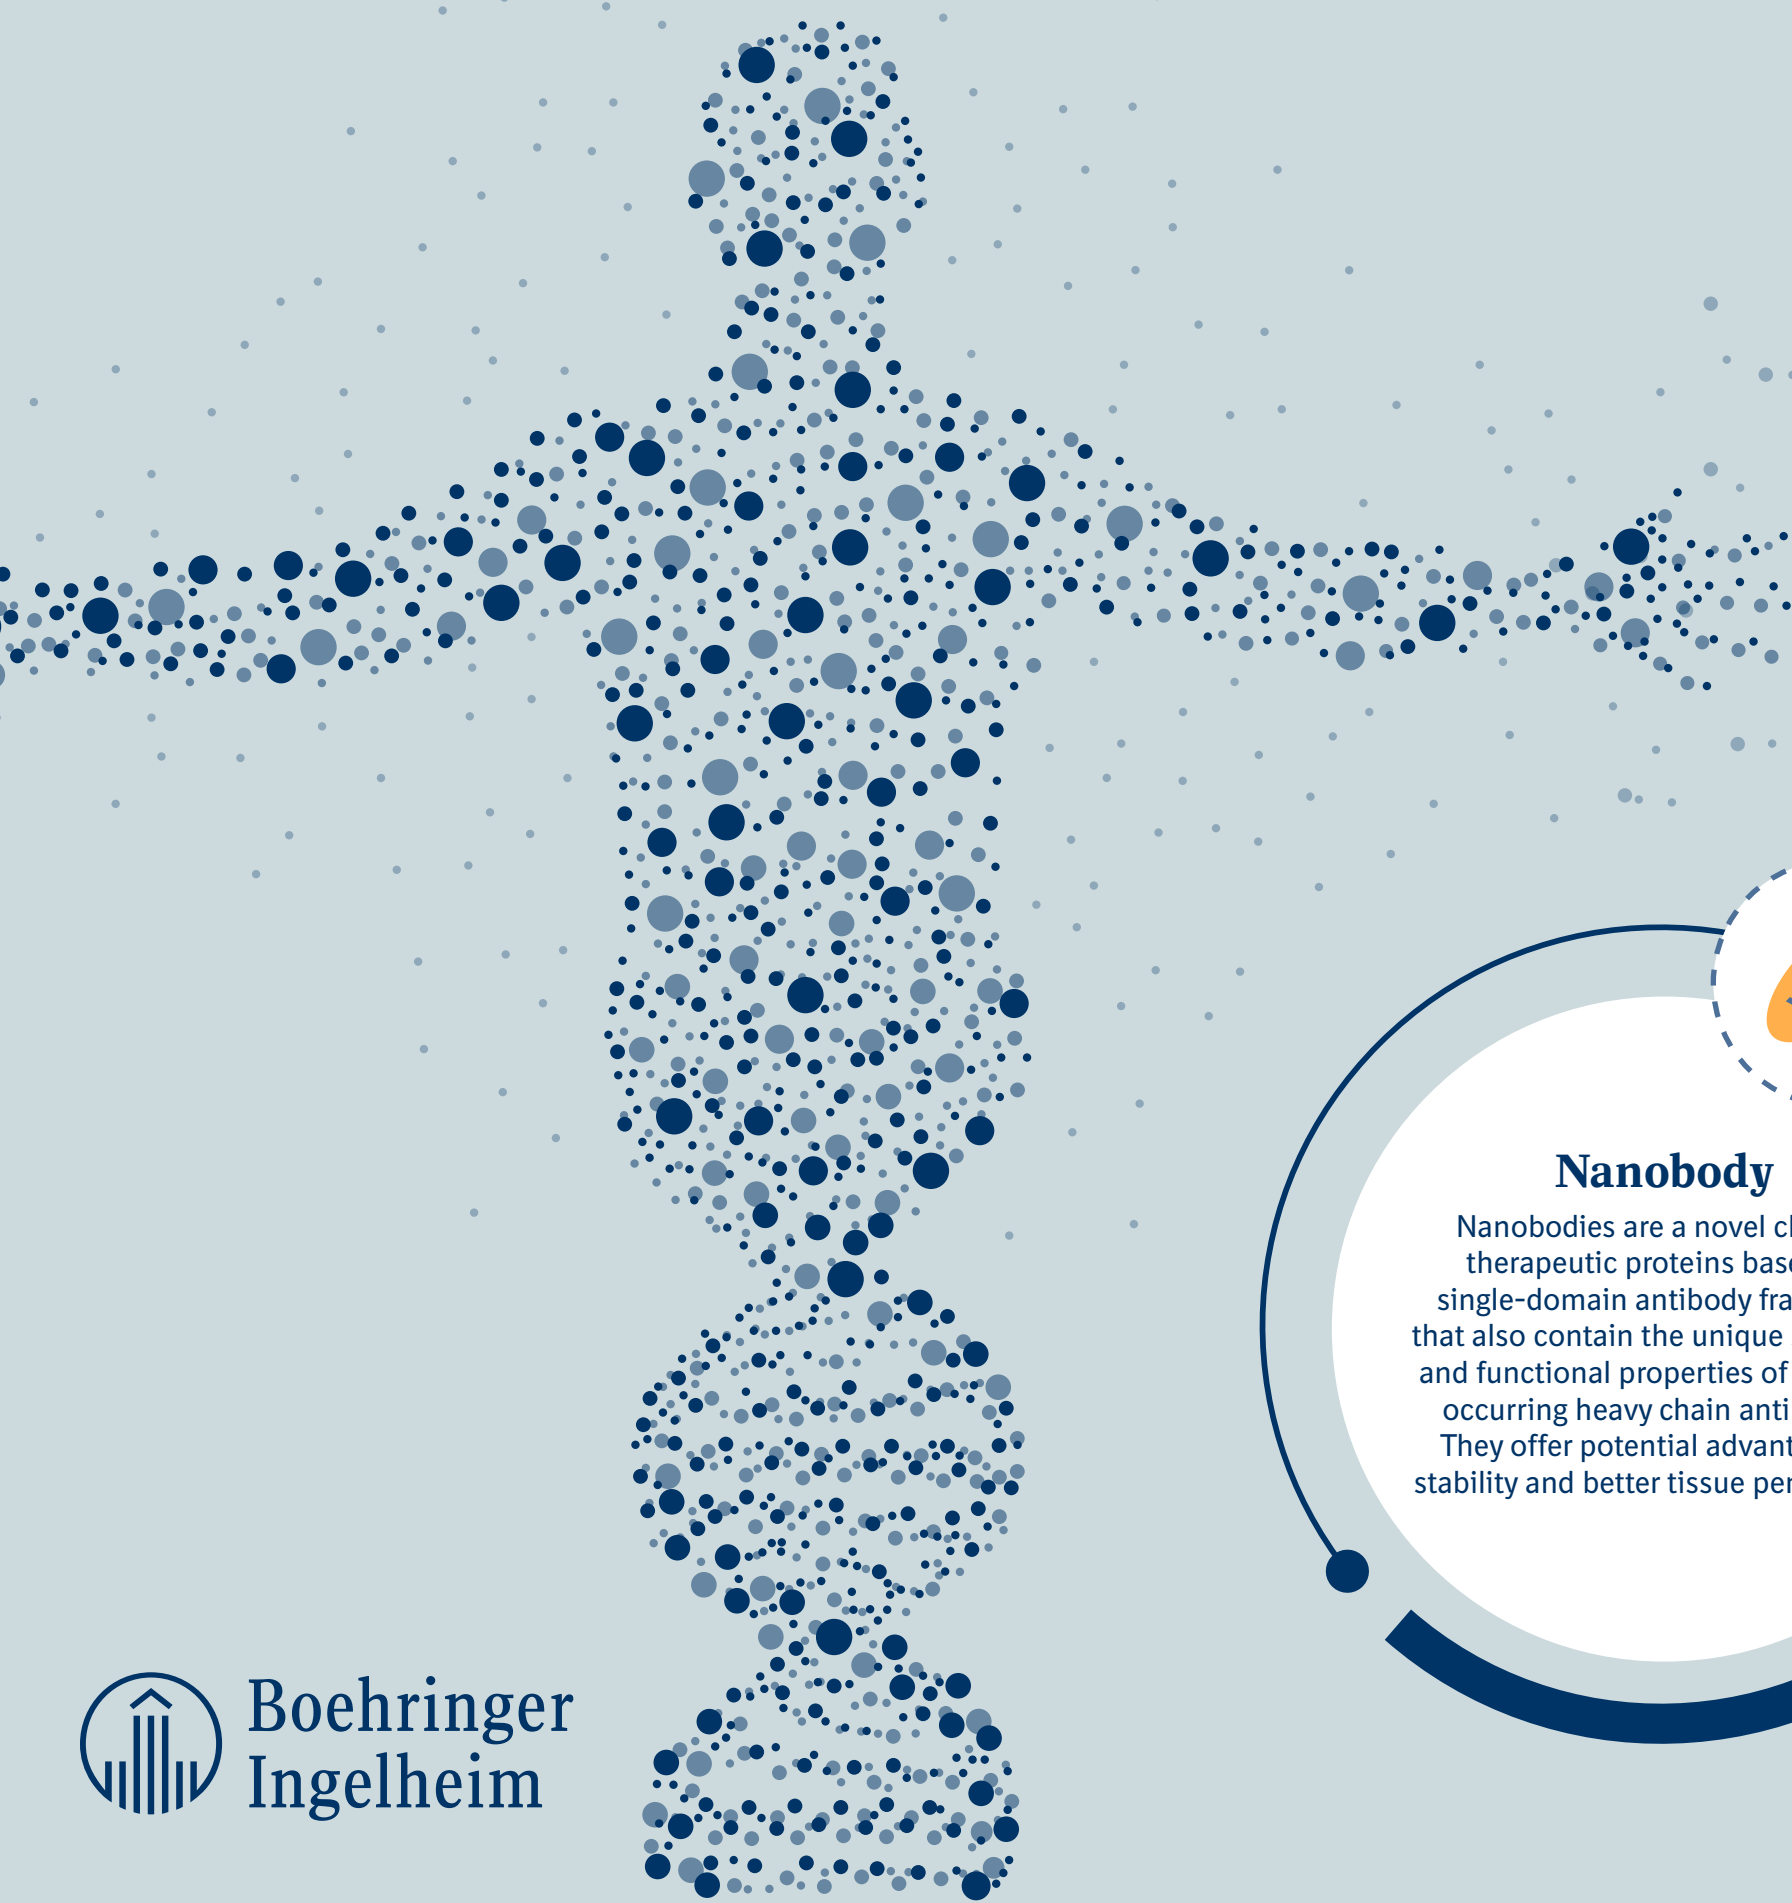 Nanobody
Nanobodies are a novel
therapeutic proteins
single-domain antibody
that also contain the unique
and functional properties of
occurring heavy chain
They offer potential
stability and better tissue
Boehringer
Ingelheim